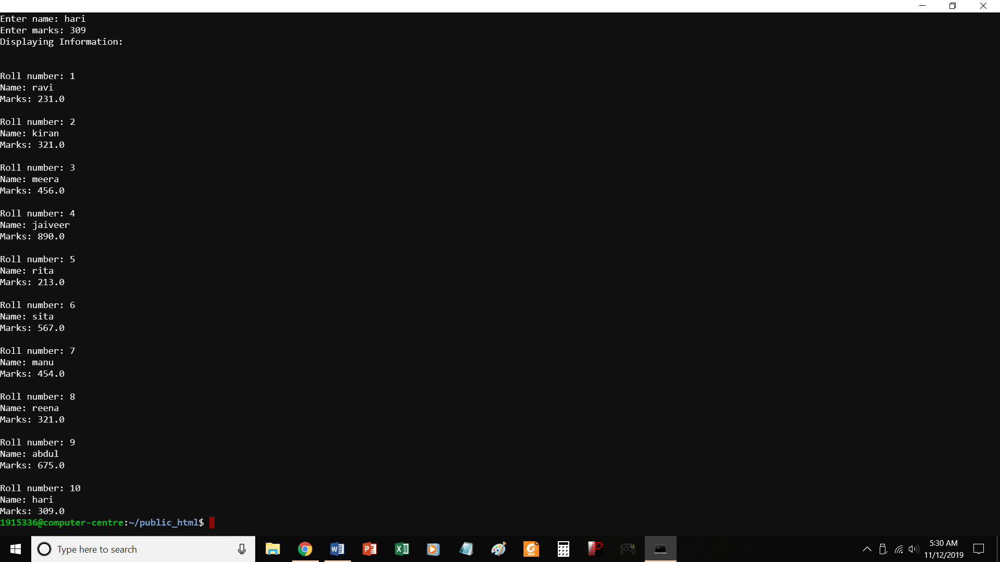 Enter name: hari
Enter marks: 309
Displaying Information:
Roll number: 1
Name: ravi
Marks: 231.0
Roll number: 2
Name: kiran
Marks: 321.0
Roll number: 3
Name: meera
Marks: 456.0
Roll number: 4
Name: jaiveer
Marks: 890.0
Roll number: 5
Name: rita
Marks: 213.0
Roll number: 6
Name: sita
Marks: 567.0
Roll number: 7
Name: manu
Marks: 454.0
Roll number: 8
Name: reena
Marks: 321.0
Roll number: 9
Name: abdul
Marks: 675.0
Roll number: 10
Name: hari
Marks: 309.0
1915336@computer-centre:~/public_html$
Type here to search
5:30 AM
11/12/2019